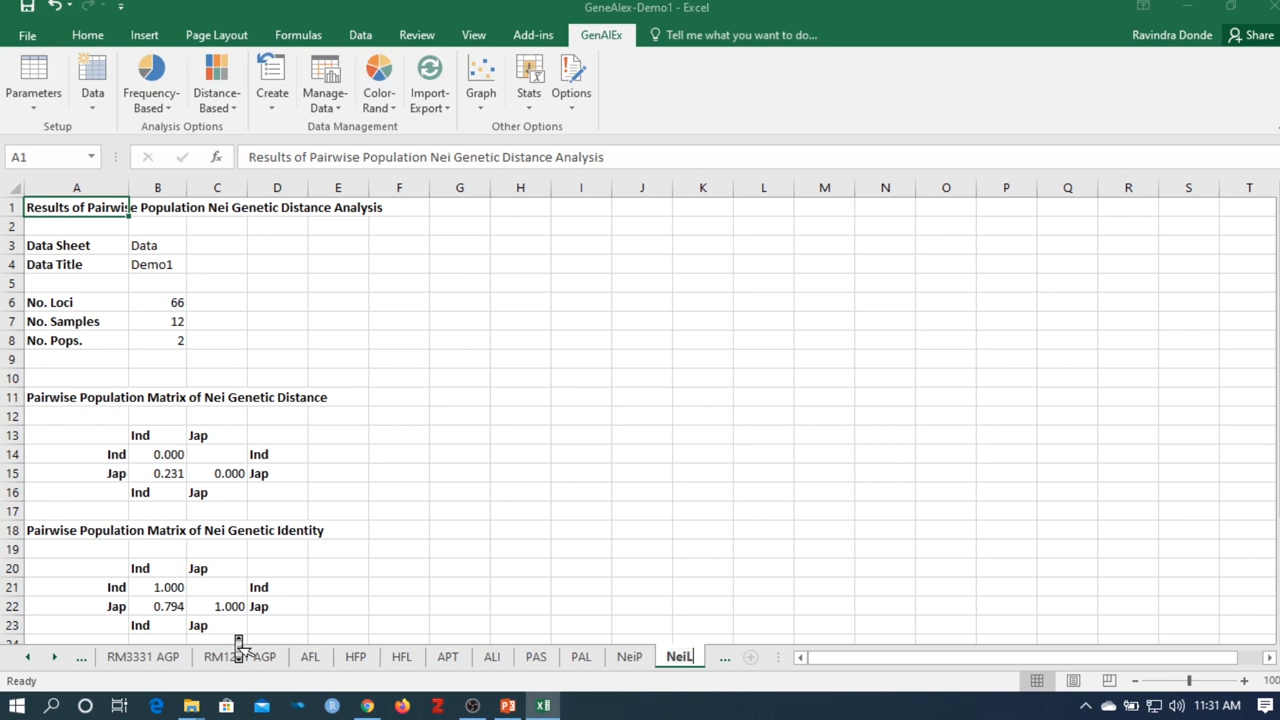 GeneAlex-Demo1 - Excel
File Home Insert Page Layout Formulas Data Review View Add-ins GenAlEx Tell me what you want to do... Ravindra Donde Share
Parameters Data Frequency-Based Distance-Based Create Manage-Data Color-Rand Import-Export Graph Stats Options
Setup Analysis Options Data Management Other Options
A1 fx Results of Pairwise Population Nei Genetic Distance Analysis
A B C D E F G H I J K L M N O P Q R S T
1 Results of Pairwise Population Nei Genetic Distance Analysis
2
3 Data Sheet Data
4 Data Title Demo1
5
6 No. Loci 66
7 No. Samples 12
8 No. Pops. 2
9
10
11 Pairwise Population Matrix of Nei Genetic Distance
12
13 Ind Jap
14 Ind 0.000 Ind
15 Jap 0.231 0.000 Jap
16 Ind Jap
17
18 Pairwise Population Matrix of Nei Genetic Identity
19
20 Ind Jap
21 Ind 1.000 Ind
22 Jap 0.794 1.000 Jap
23 Ind Jap
... RM3331 AGP AGP AFL HFP HFL APT ALI PAS PAL NeiP NeiL ...
Ready 100
11:31 AM